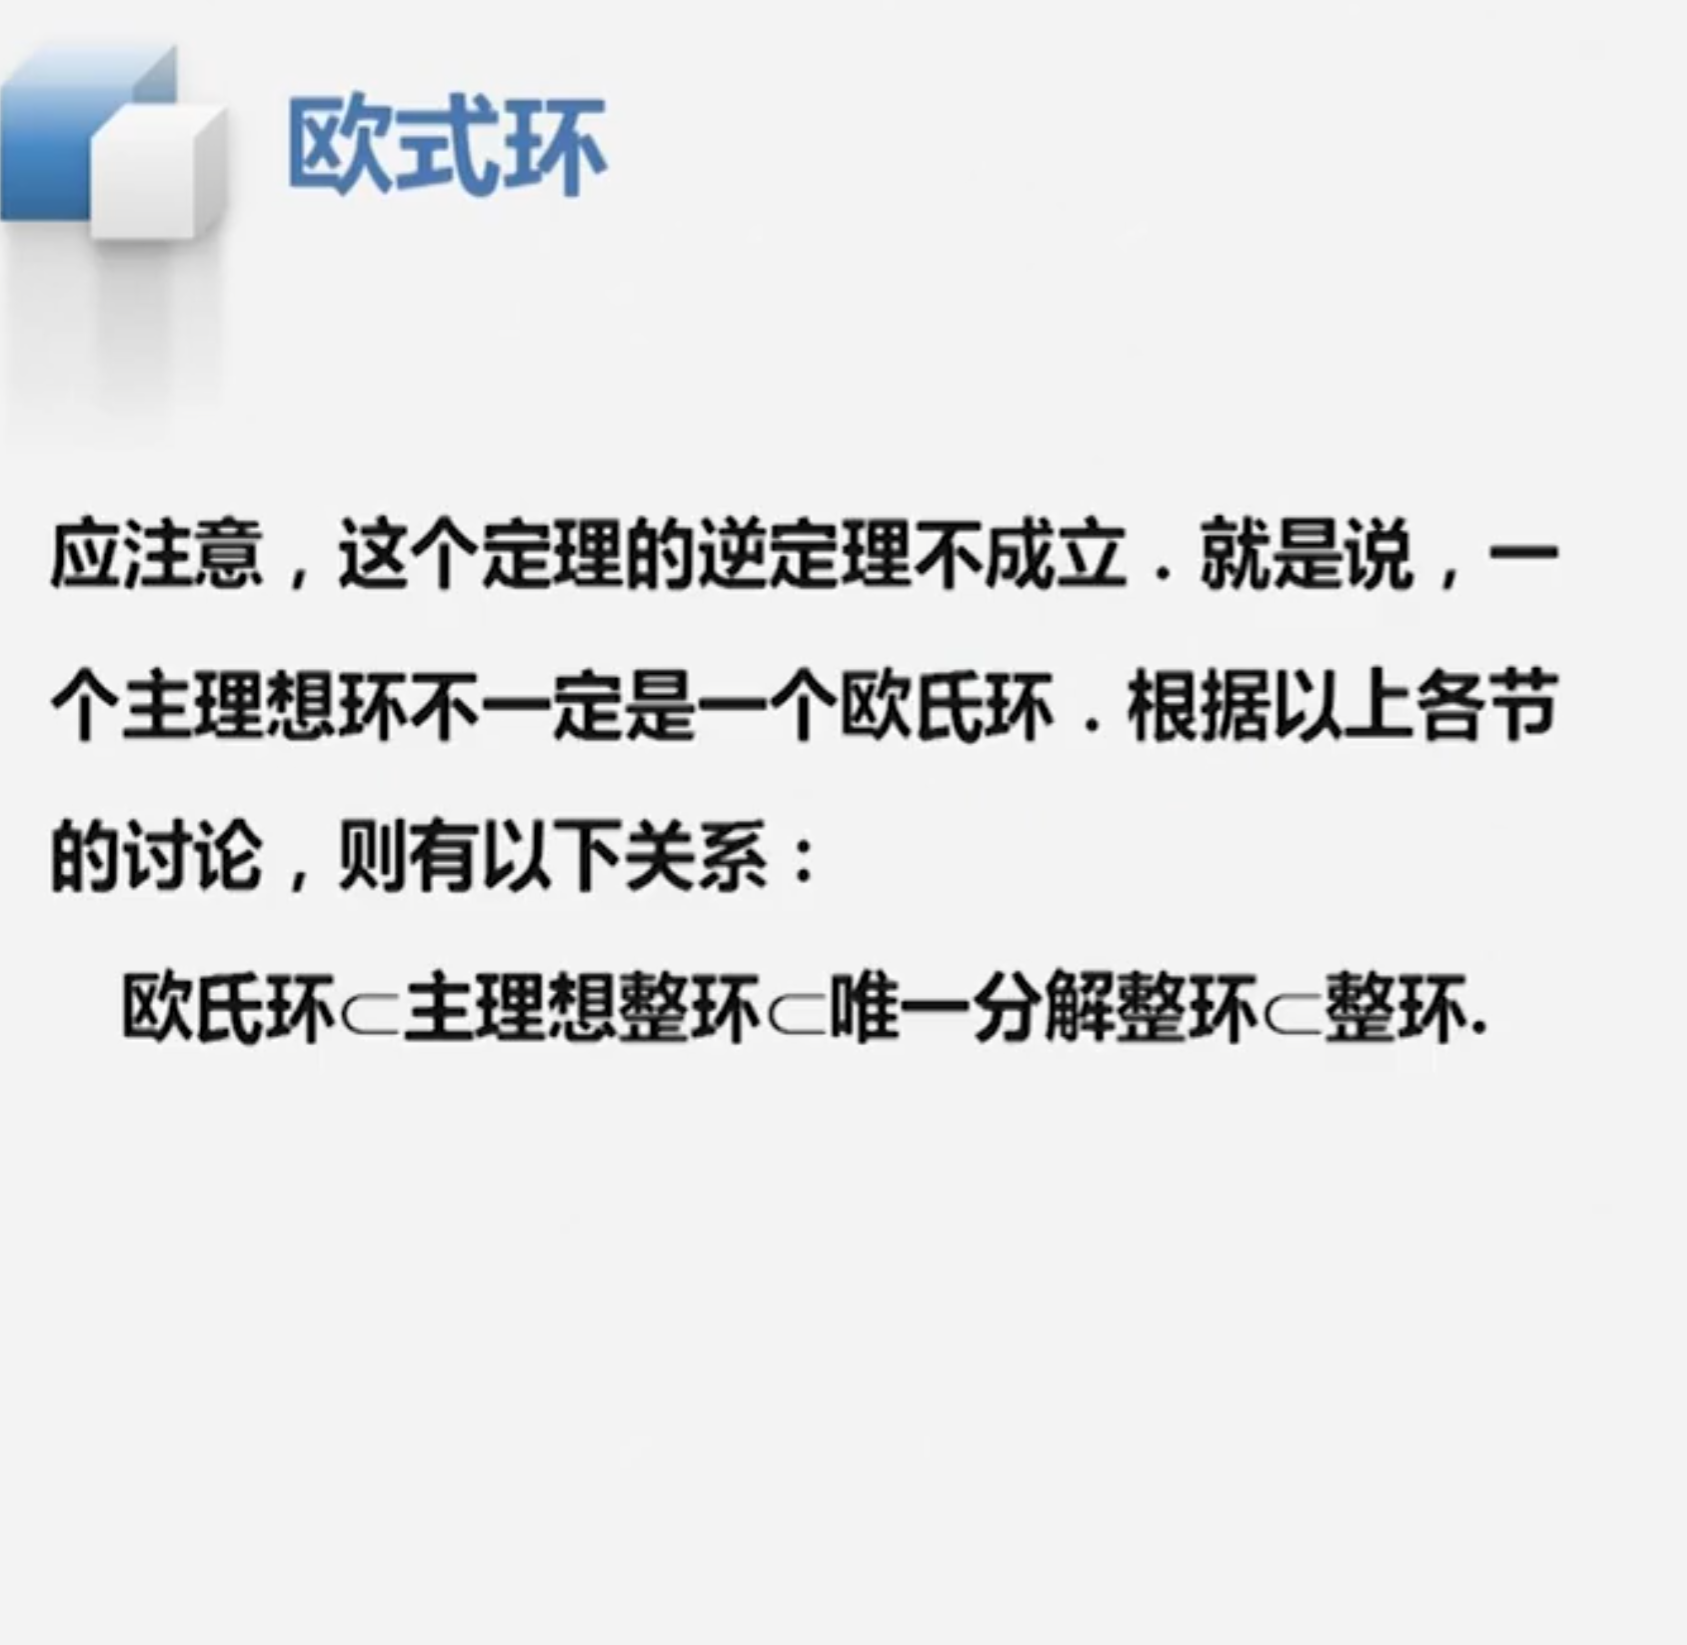 欧式环
应注意，这个定理的逆定理不成立．就是说，一
个主理想环不一定是一个欧氏环．根据以上各节
的讨论，则有以下关系：
欧氏环⊂主理想整环⊂唯一分解整环⊂整环.